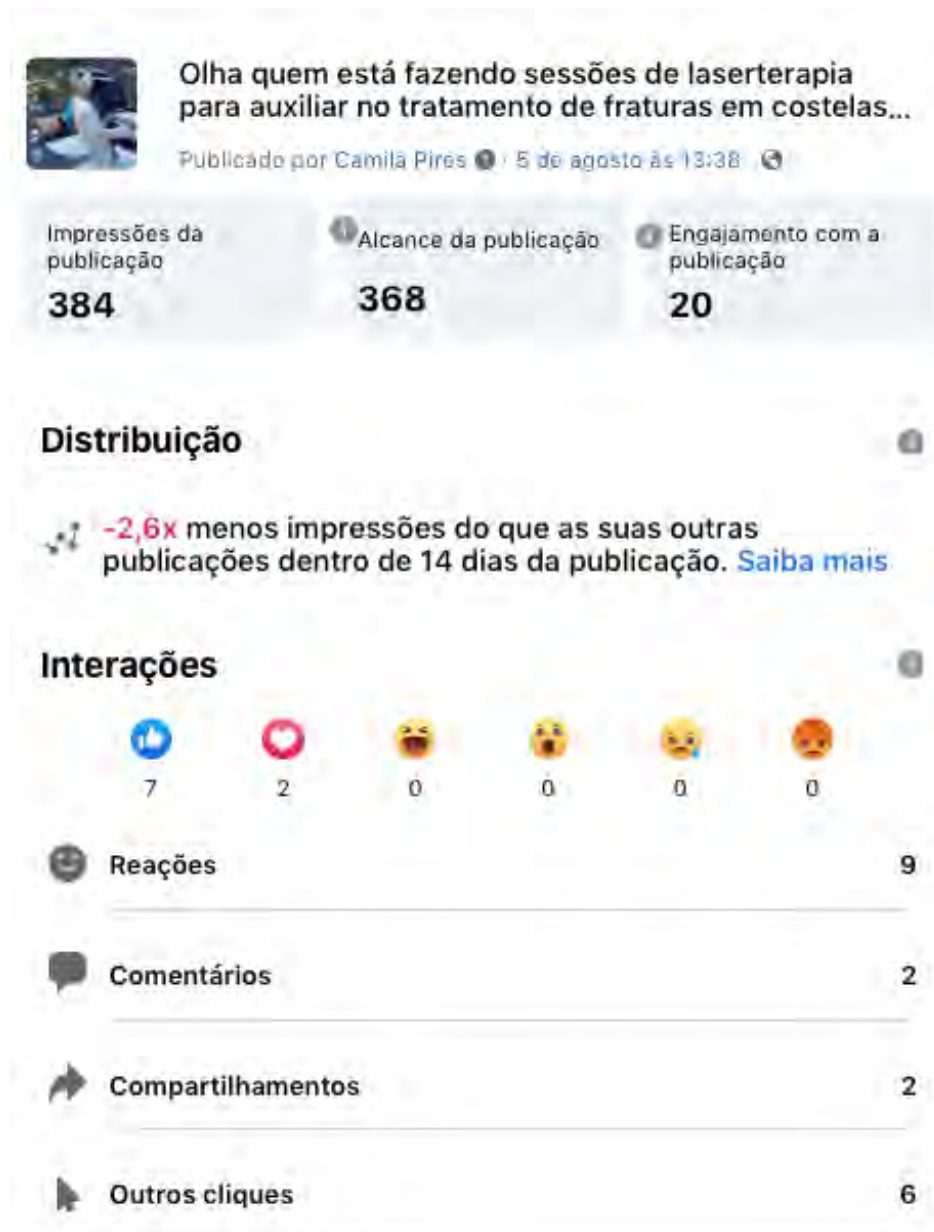 Olha quem está fazendo sessões de laserterapia
para auxiliar no tratamento de fraturas em costelas...
Publicado por Camila Pires · 5 de agosto às 13:38 ·
Impressões da
publicação
384
Alcance da publicação
368
Engajamento com a
publicação
20
Distribuição
-2,6x menos impressões do que as suas outras
publicações dentro de 14 dias da publicação. Saiba mais
Interações
7 2 0 0 0 0
Reações 9
Comentários 2
Compartilhamentos 2
Outros cliques 6